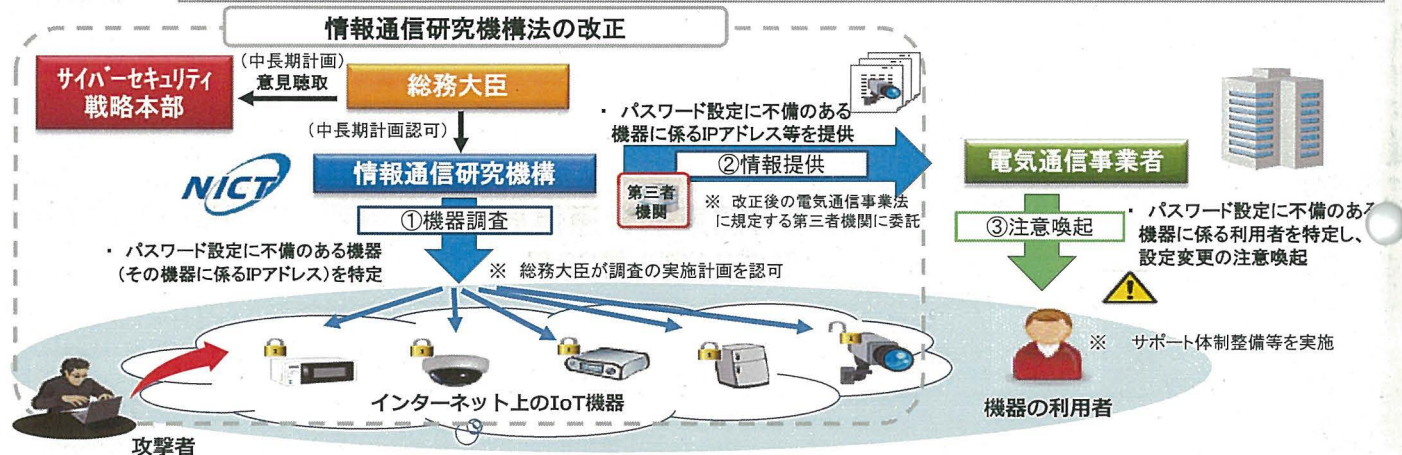 情報通信研究機構法の改正
サイバーセキュリティ
戦略本部
(中長期計画)
意見聴取
総務大臣
(中長期計画認可)
NICT
情報通信研究機構
①機器調査
・ パスワード設定に不備のある機器
(その機器に係るIPアドレス)を特定
※ 総務大臣が調査の実施計画を認可
・ パスワード設定に不備のある
機器に係るIPアドレス等を提供
②情報提供
第三者
機関
※ 改正後の電気通信事業法
に規定する第三者機関に委託
電気通信事業者
③注意喚起
・ パスワード設定に不備のある
機器に係る利用者を特定し、
設定変更の注意喚起
※ サポート体制整備等を実施
インターネット上のIoT機器
機器の利用者
攻撃者